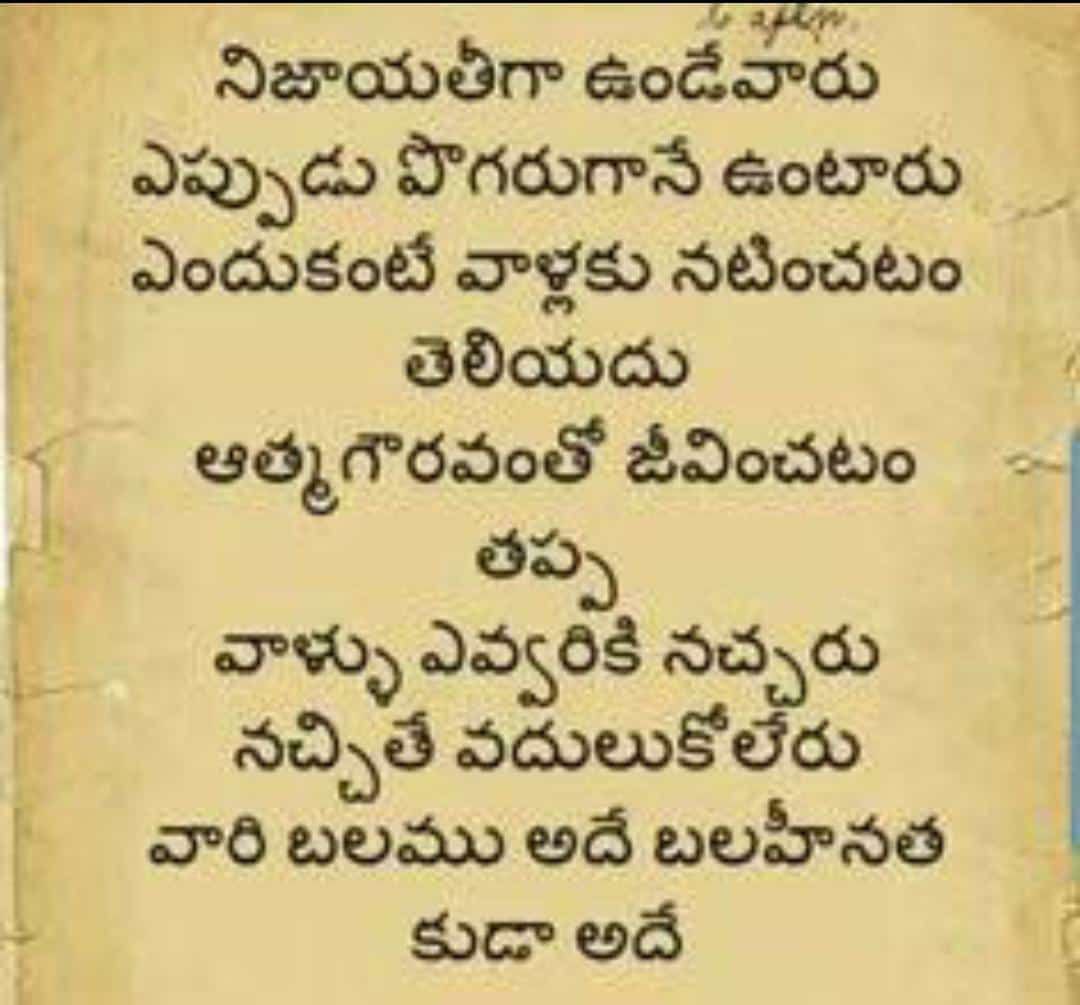 నిజాయతీగా ఉండేవారు
ఎప్పుడు పొగరుగానే ఉంటారు
ఎందుకంటే వాళ్లకు నటించటం
తెలియదు
ఆత్మగౌరవంతో జీవించటం
తప్ప
వాళ్ళు ఎవ్వరికి నచ్చరు
నచ్చితే వదులుకోలేరు
వారి బలము అదే బలహీనత
కుడా అదే